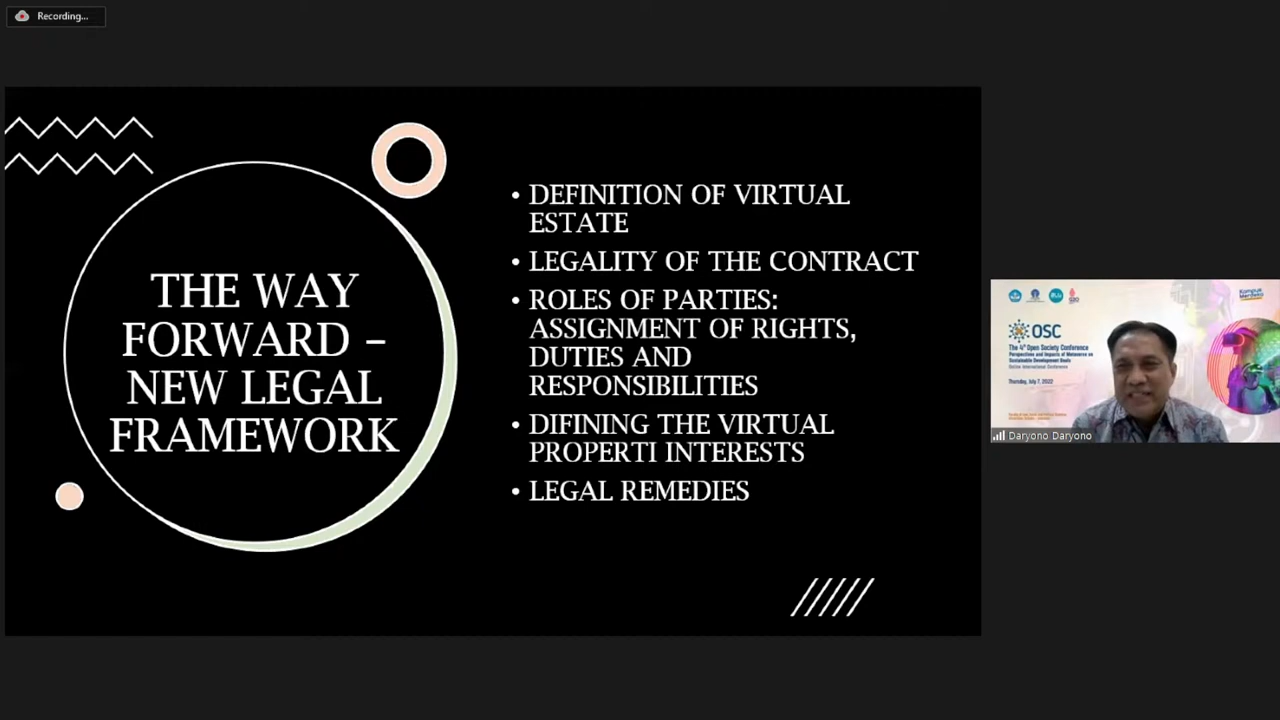 Recording...
THE WAY
FORWARD –
NEW LEGAL
FRAMEWORK
• DEFINITION OF VIRTUAL
ESTATE
• LEGALITY OF THE CONTRACT
• ROLES OF PARTIES:
ASSIGNMENT OF RIGHTS,
DUTIES AND
RESPONSIBILITIES
• DIFINING THE VIRTUAL
PROPERTI INTERESTS
• LEGAL REMEDIES
Kampus
Merdeka
OSC
The 4th Open Society Conference
Perspectives and Impacts of Metaverse on
Sustainable Development Goals
Online International Conference
Thursday, July 7, 2022
Daryono Daryono